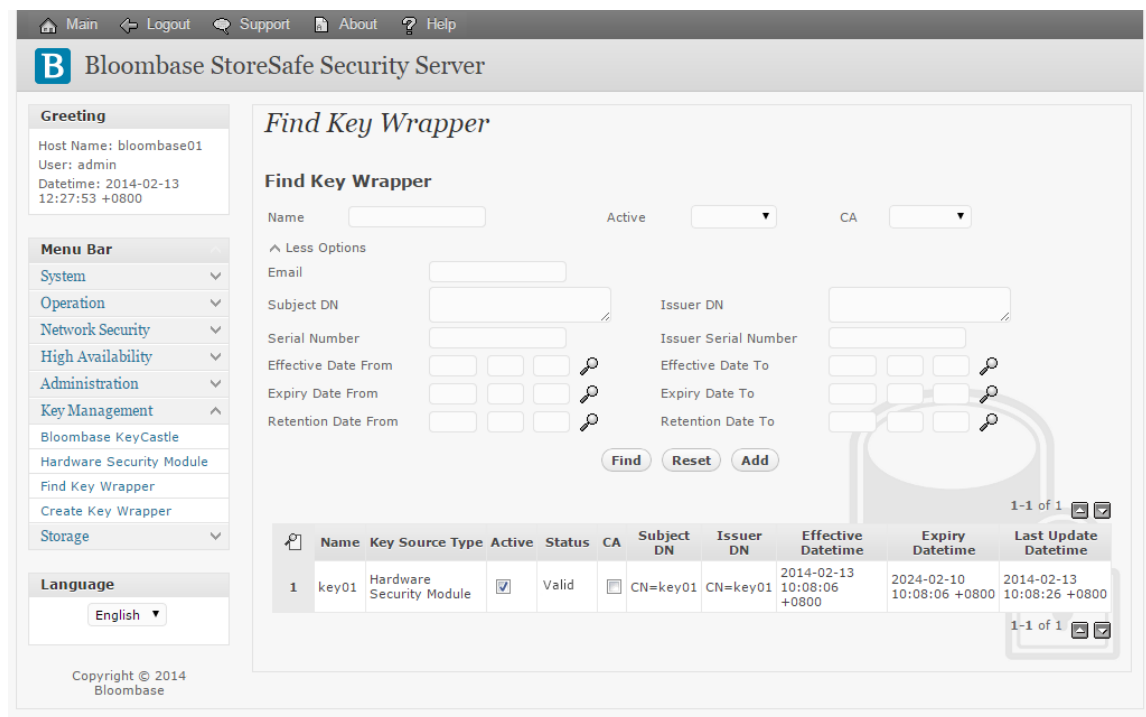 Main Logout Support About Help
B Bloombase StoreSafe Security Server
Greeting
Host Name: bloombase01
User: admin
Datetime: 2014-02-13
12:27:53 +0800
Menu Bar
System
Operation
Network Security
High Availability
Administration
Key Management
Bloombase KeyCastle
Hardware Security Module
Find Key Wrapper
Create Key Wrapper
Storage
Language
English
Copyright © 2014
Bloombase
Find Key Wrapper
Find Key Wrapper
Name Active CA
Less Options
Email
Subject DN Issuer DN
Serial Number Issuer Serial Number
Effective Date From Effective Date To
Expiry Date From Expiry Date To
Retention Date From Retention Date To
Find Reset Add
1-1 of 1
Name Key Source Type Active Status CA Subject DN Issuer DN Effective Datetime Expiry Datetime Last Update Datetime
1 key01 Hardware Security Module Valid CN=key01 CN=key01 2014-02-13 10:08:06 +0800 2024-02-10 10:08:06 +0800 2014-02-13 10:08:26 +0800
1-1 of 1